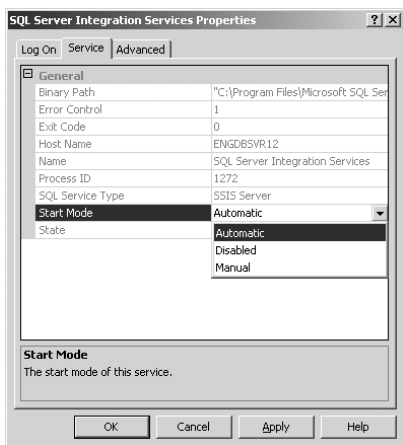 SQL Server Integration Services Properties
Log On Service Advanced
General
Binary Path "C:\Program Files\Microsoft SQL Ser
Error Control 1
Exit Code 0
Host Name ENGDBSVR12
Name SQL Server Integration Services
Process ID 1272
SQL Service Type SSIS Server
Start Mode Automatic
State Automatic
Disabled
Manual
Start Mode
The start mode of this service.
OK Cancel Apply Help